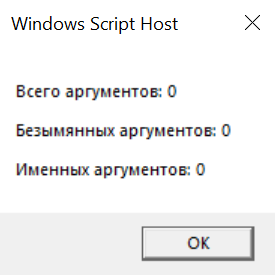 Windows Script Host
Всего аргументов: 0
Безымянных аргументов: 0
Именных аргументов: 0
OK